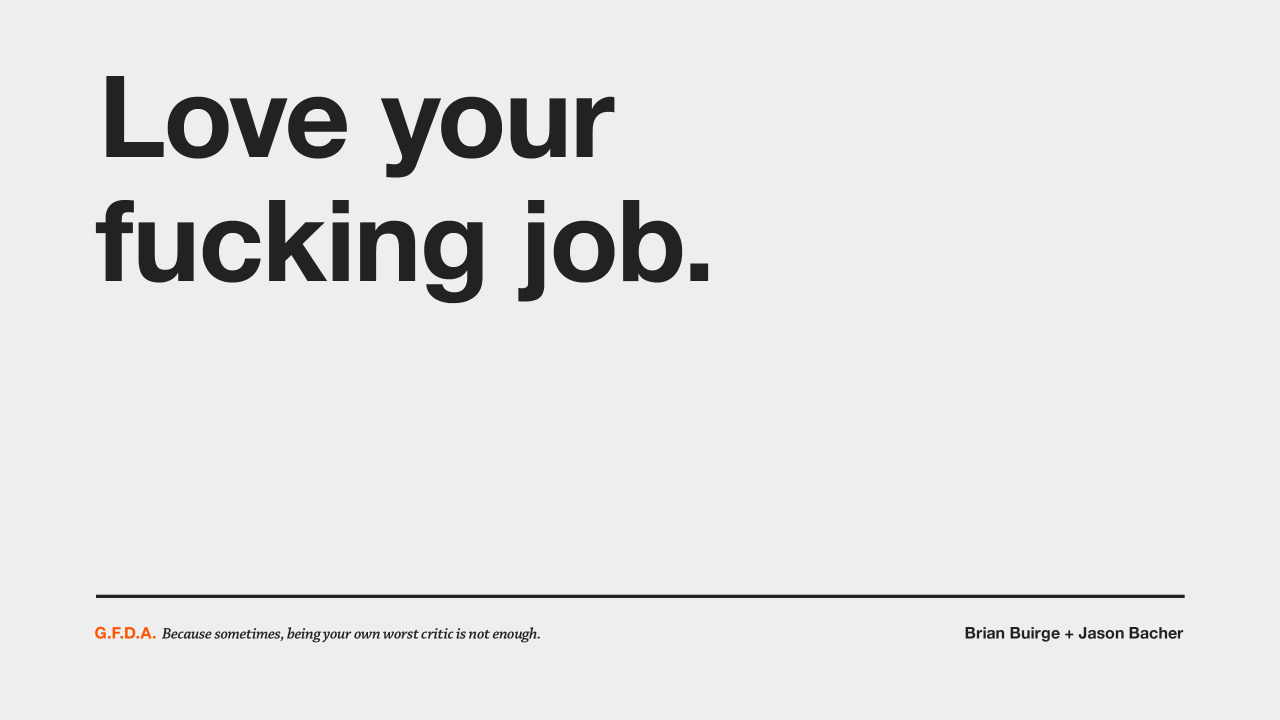 Love your
fucking job.
G.F.D.A. Because sometimes, being your own worst critic is not enough.
Brian Buirge + Jason Bacher